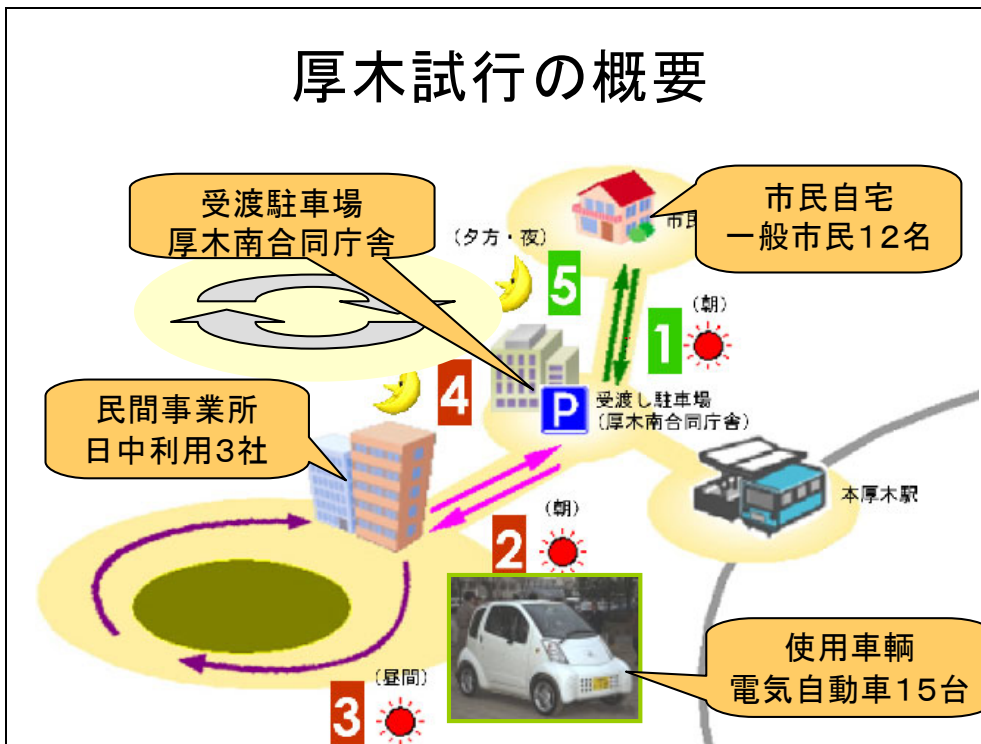 厚木試行の概要
受渡駐車場
厚木南合同庁舎
市民自宅
一般市民12名
市民
(夕方・夜)
5
(朝)
1
4
P
受渡し駐車場
(厚木南合同庁舎)
民間事業所
日中利用3社
本厚木駅
(朝)
2
使用車輌
電気自動車15台
(昼間)
3